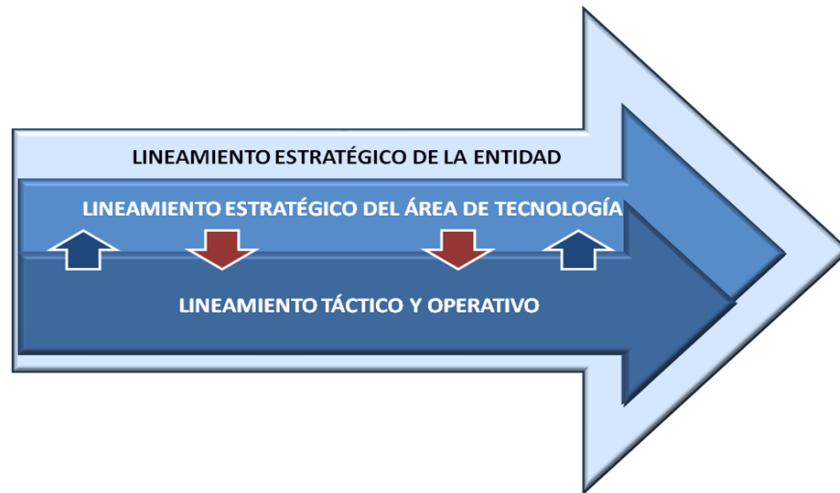 LINEAMIENTO ESTRATÉGICO DE LA ENTIDAD
LINEAMIENTO ESTRATÉGICO DEL ÁREA DE TECNOLOGÍA
LINEAMIENTO TÁCTICO Y OPERATIVO